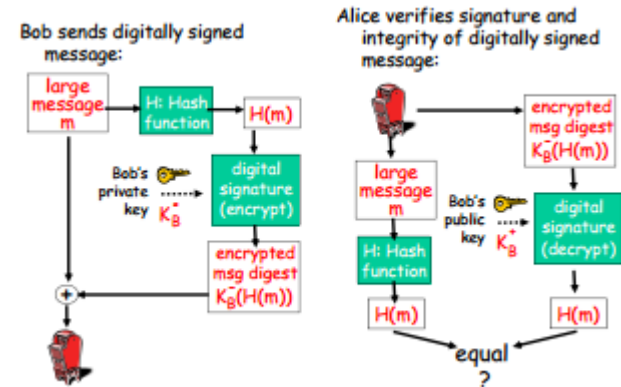 Bob sends digitally signed
message:
large
message
m
H: Hash
function
H(m)
Bob's
private
key
K_B^-
digital
signature
(encrypt)
encrypted
msg digest
K_B^-(H(m))
+
Alice verifies signature and
integrity of digitally signed
message:
encrypted
msg digest
K_B^-(H(m))
large
message
m
Bob's
public
key
K_B^+
digital
signature
(decrypt)
H: Hash
function
H(m)
H(m)
equal
?